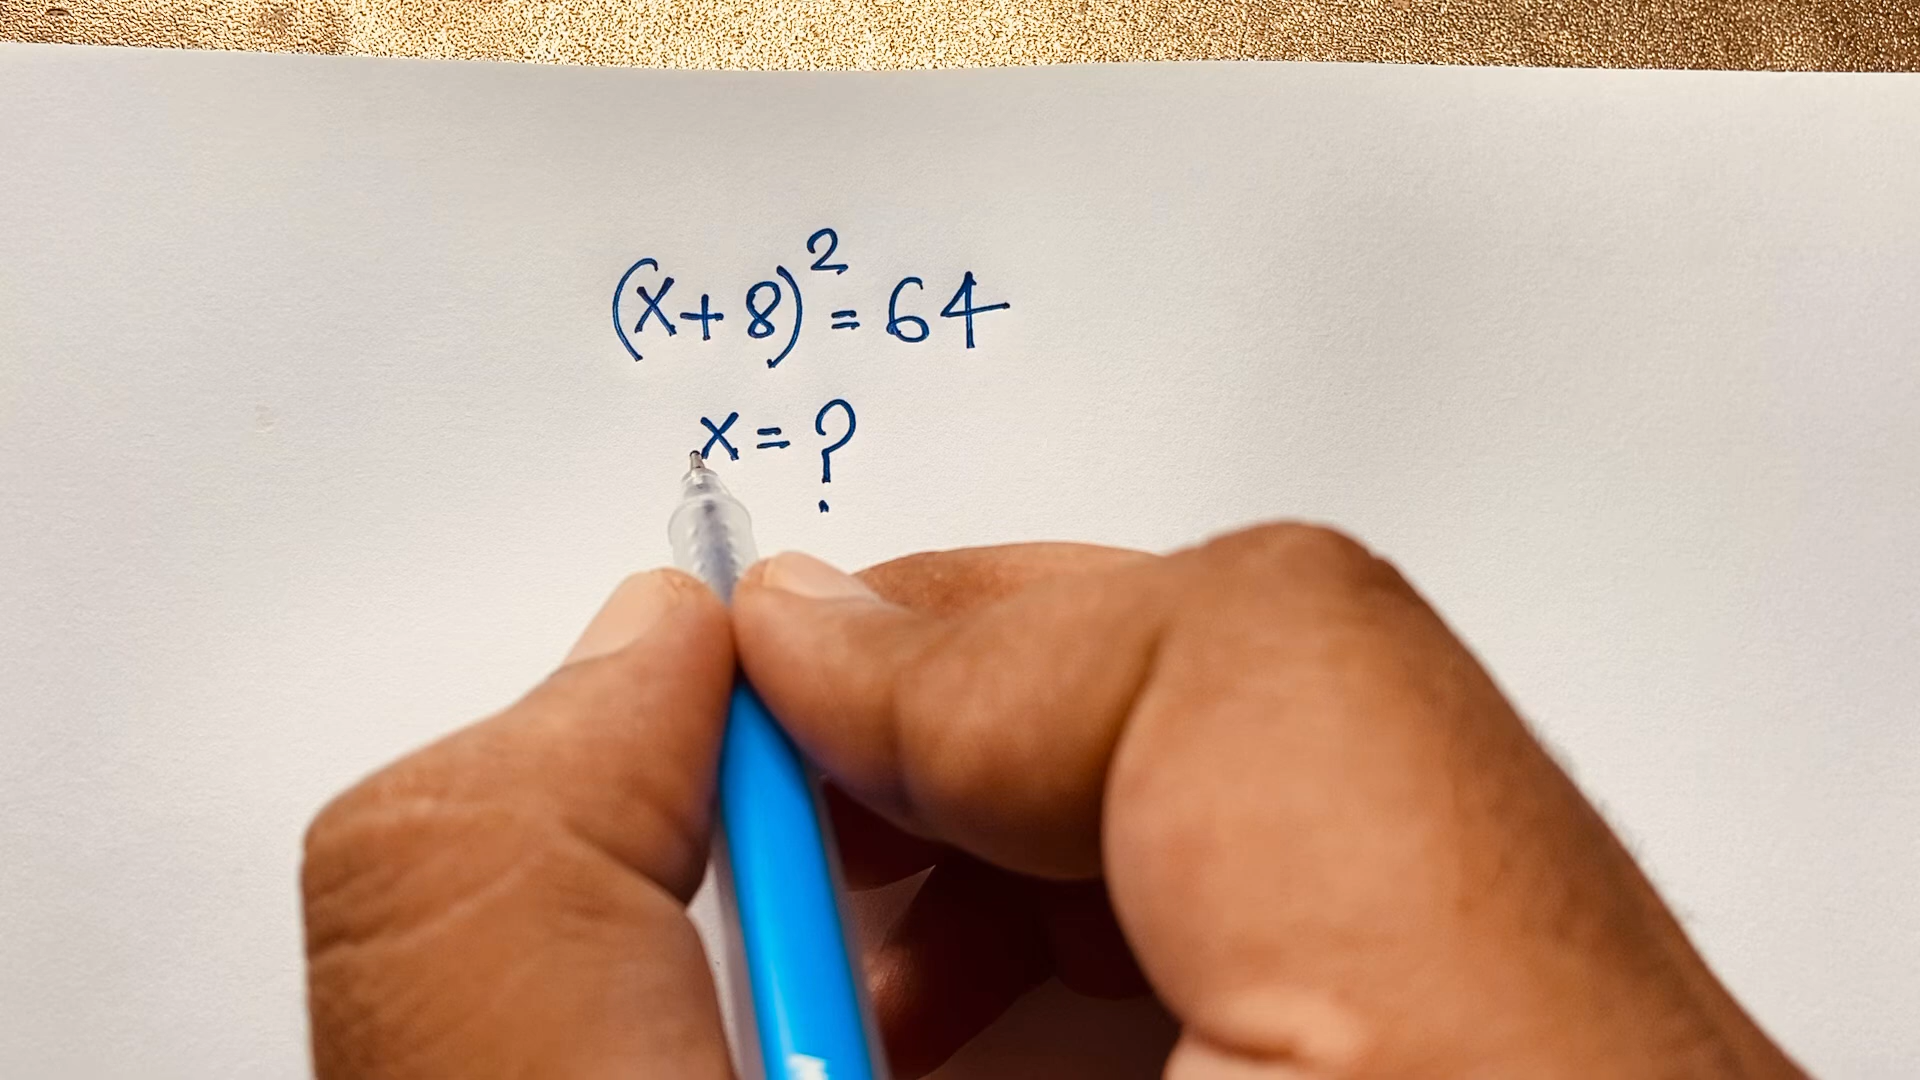 (x+8)² = 64
x = ?